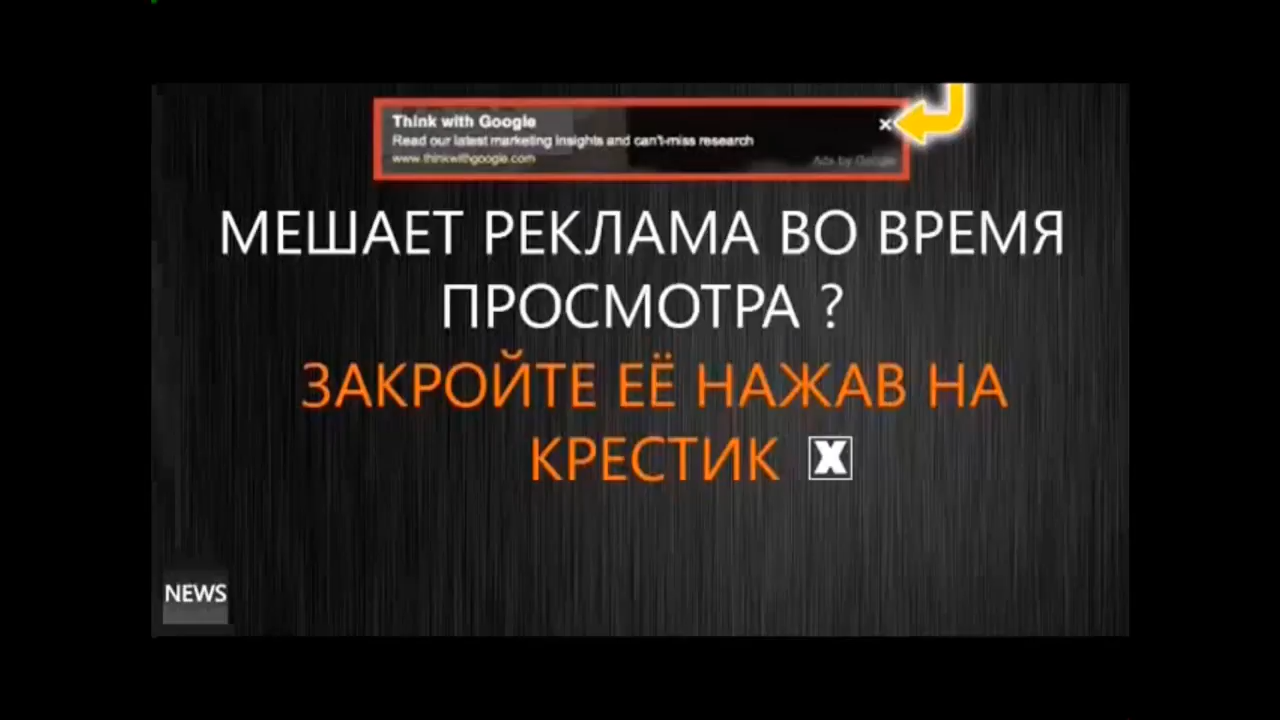 Think with Google
Read our latest marketing insights and can't-miss research
www.thinkwithgoogle.com
Ads by Google
МЕШАЕТ РЕКЛАМА ВО ВРЕМЯ
ПРОСМОТРА ?
ЗАКРОЙТЕ ЕЁ НАЖАВ НА
КРЕСТИК X
NEWS